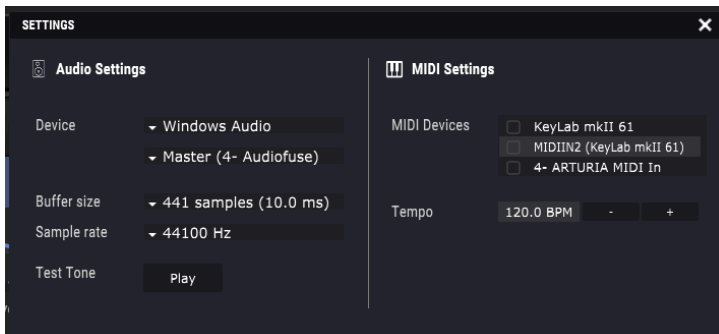 SETTINGS
Audio Settings
Device
Windows Audio
Master (4- Audiofuse)
Buffer size
441 samples (10.0 ms)
Sample rate
44100 Hz
Test Tone
Play
MIDI Settings
MIDI Devices
KeyLab mkII 61
MIDIIN2 (KeyLab mkII 61)
4- ARTURIA MIDI In
Tempo
120.0 BPM
-
+